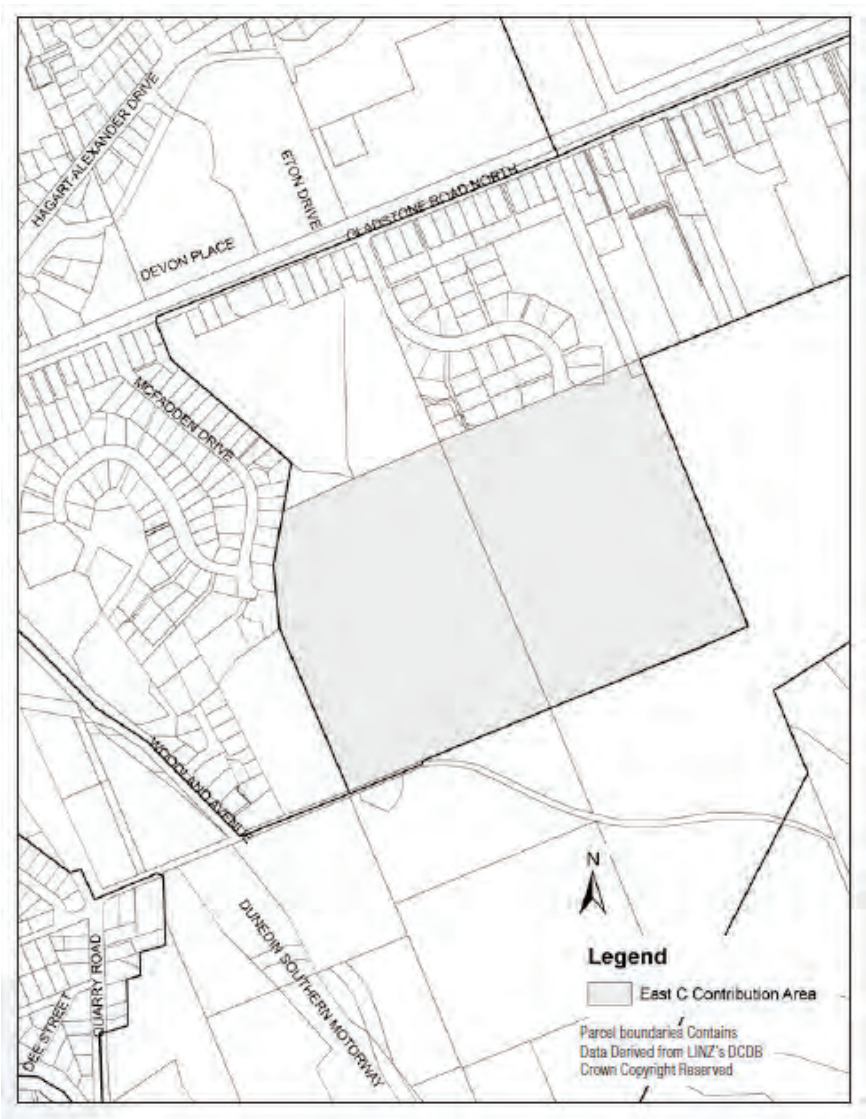 HAGART-ALEXANDER DRIVE
ETON DRIVE
GLADSTONE ROAD NORTH
DEVON PLACE
MCFADDEN DRIVE
WOODLAND AVENUE
N
DUNEDIN SOUTHERN MOTORWAY
QUARRY ROAD
DEE STREET
Legend
East C Contribution Area
Parcel boundaries Contains
Data Derived from LINZ's DCDB
Crown Copyright Reserved